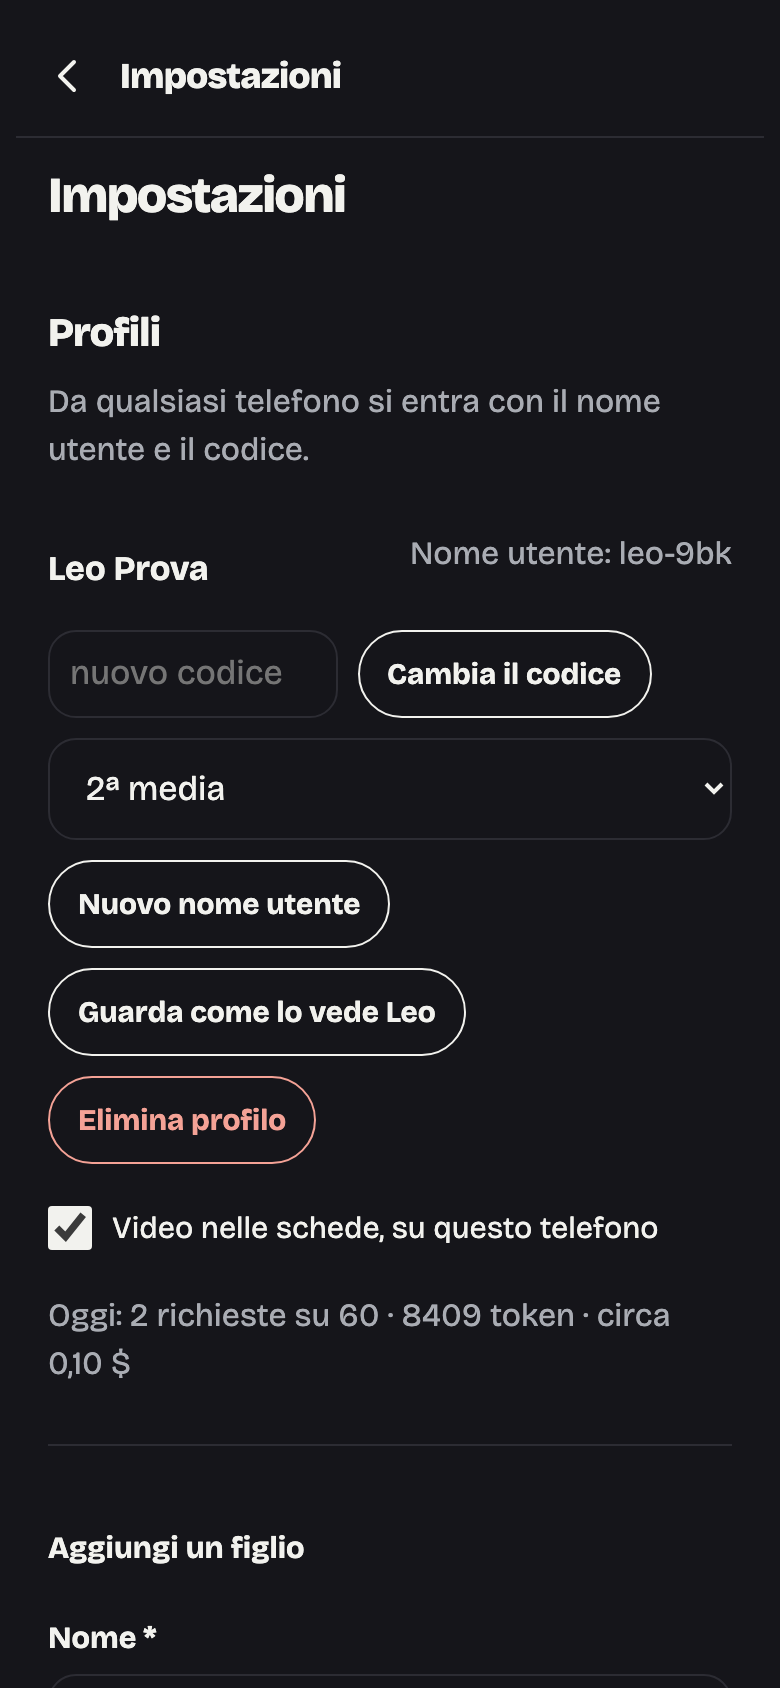 Impostazioni
Impostazioni
Profili
Da qualsiasi telefono si entra con il nome
utente e il codice.
Leo Prova
Nome utente: leo-9bk
nuovo codice
Cambia il codice
2ª media
Nuovo nome utente
Guarda come lo vede Leo
Elimina profilo
Video nelle schede, su questo telefono
Oggi: 2 richieste su 60 · 8409 token · circa
0,10 $
Aggiungi un figlio
Nome *